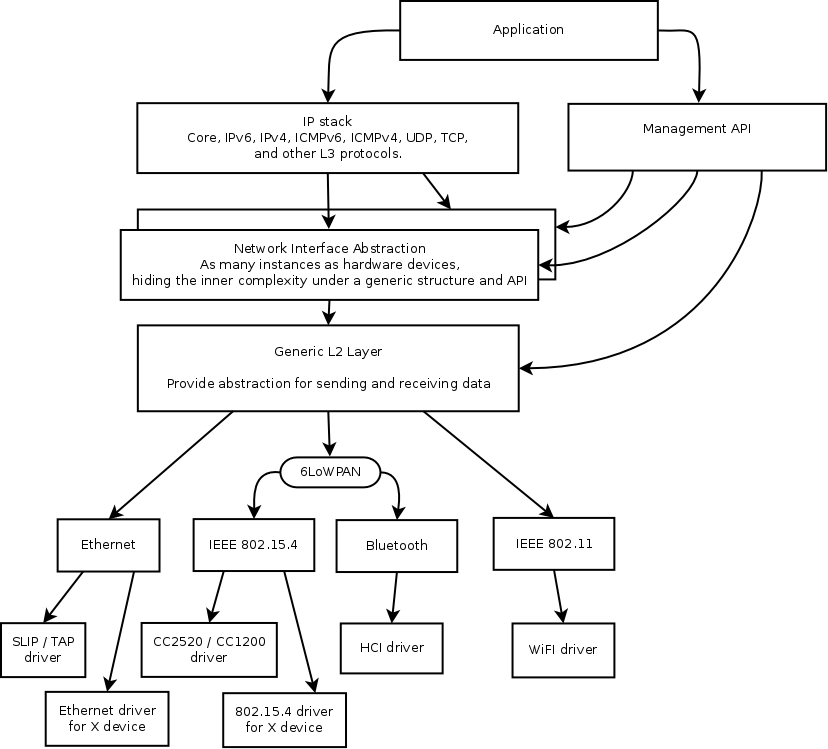 Application
IP stack
Core, IPv6, IPv4, ICMPv6, ICMPv4, UDP, TCP,
and other L3 protocols.
Management API
Network Interface Abstraction
As many instances as hardware devices,
hiding the inner complexity under a generic structure and API
Generic L2 Layer
Provide abstraction for sending and receiving data
6LoWPAN
Ethernet
IEEE 802.15.4
Bluetooth
IEEE 802.11
SLIP / TAP
driver
CC2520 / CC1200
driver
HCI driver
WiFI driver
Ethernet driver
for X device
802.15.4 driver
for X device